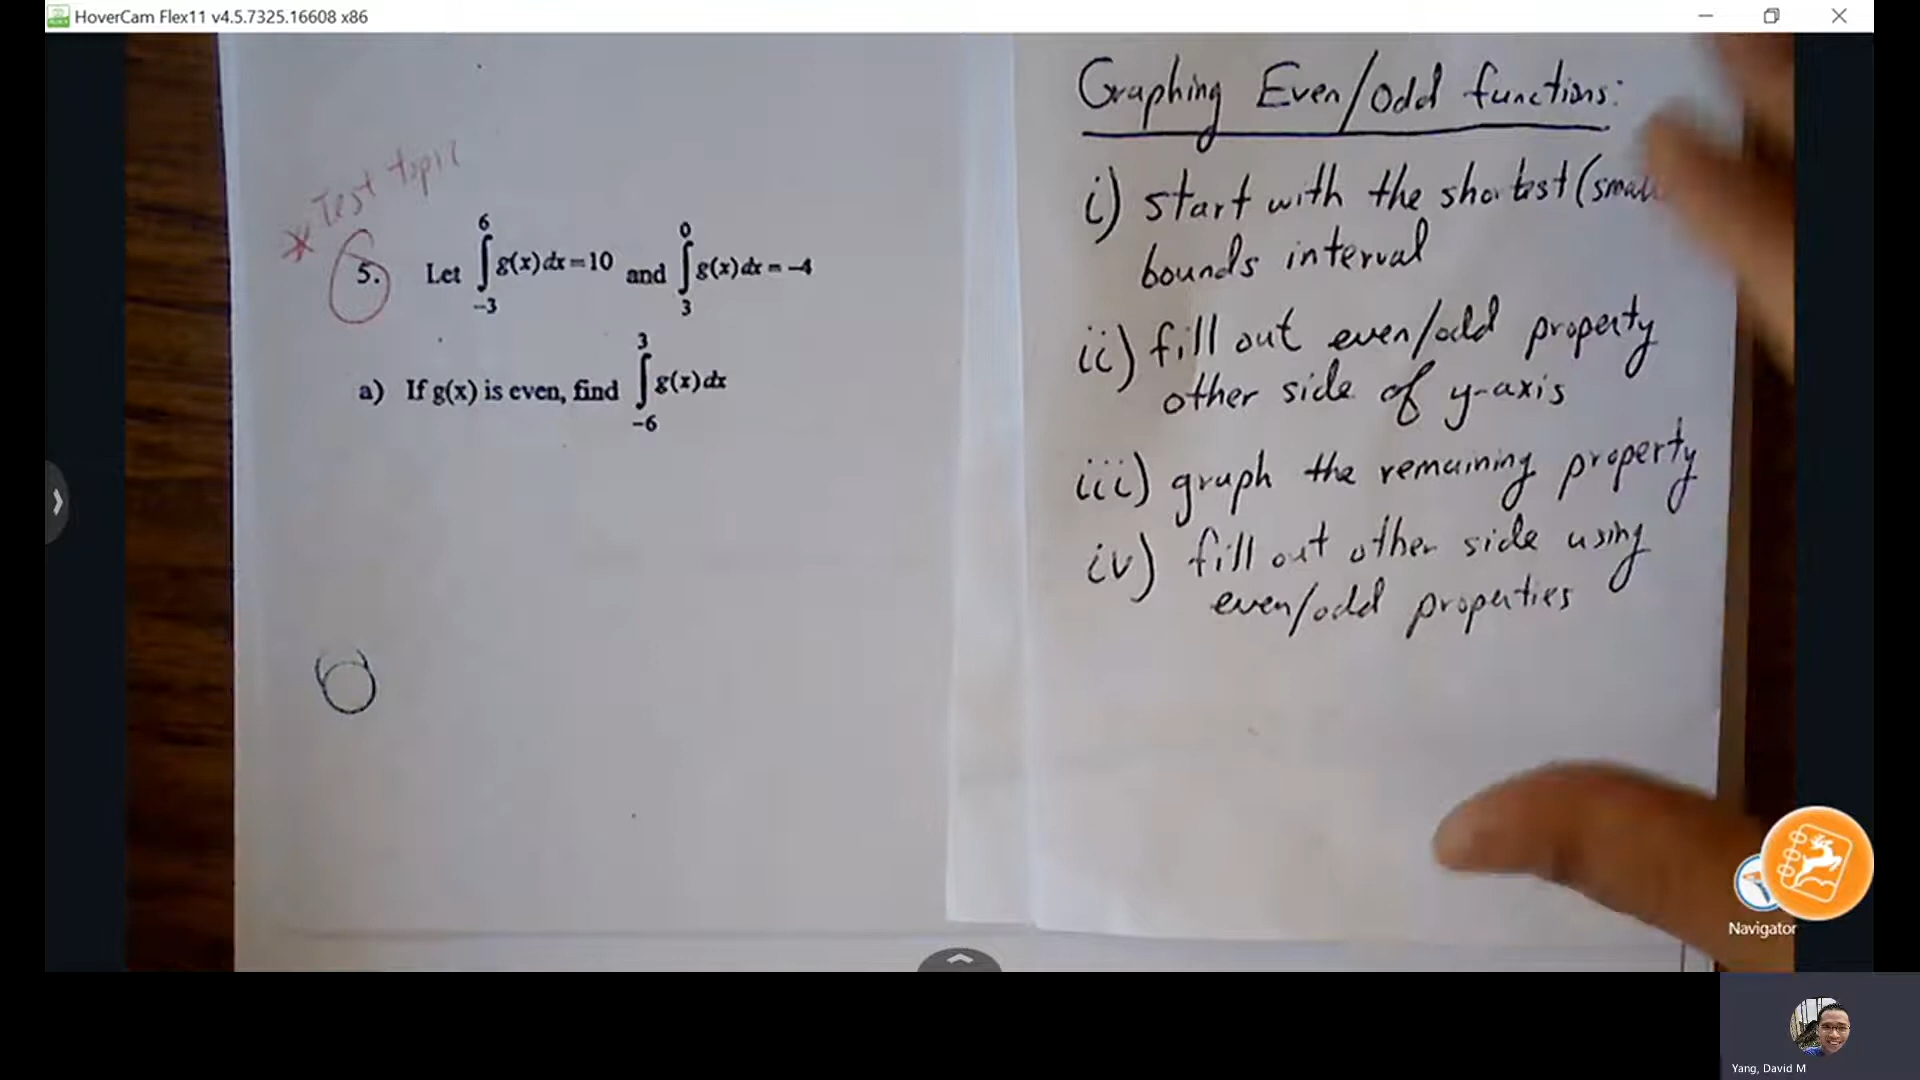 HoverCam Flex11 v4.5.7325.16608 x86
* Test topic
5. Let ∫_{-3}^{6} g(x) dx = 10 and ∫_{3}^{0} g(x) dx = -4
a) If g(x) is even, find ∫_{-6}^{3} g(x) dx
Graphing Even/Odd functions:
i) start with the shortest (small
bounds interval
ii) fill out even/odd property
other side of y-axis
iii) graph the remaining property
iv) fill out other side using
even/odd properties
Navigator
Yang, David M